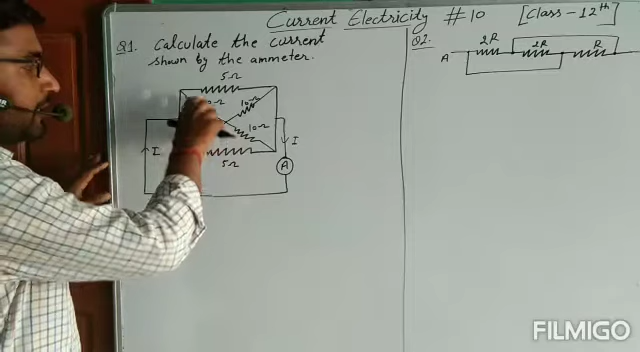 Current Electricity # 10 [Class-12th]
Q1. Calculate the current
shown by the ammeter.
5Ω
10Ω
10Ω
5Ω
I
I
A
Q2.
A
2R
2R
R
FILMIGO